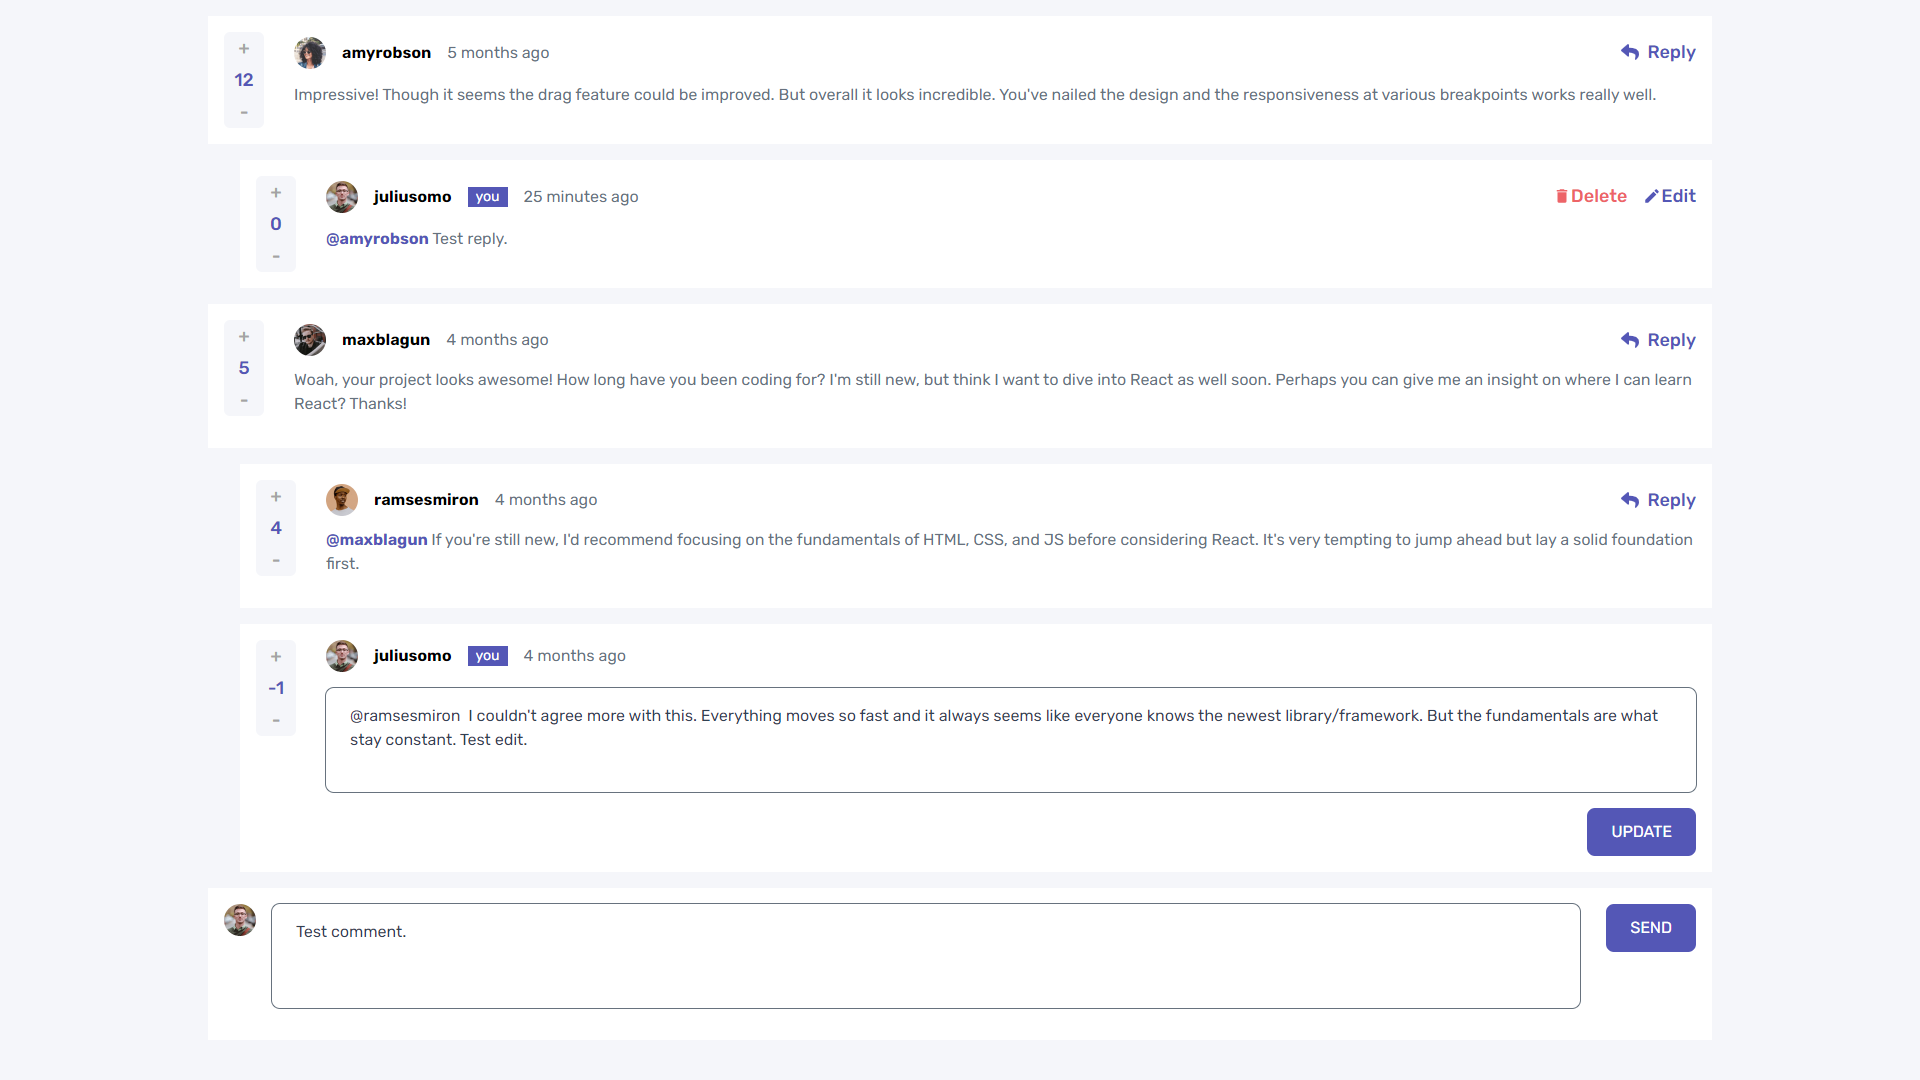 +
12
-
amyrobson 5 months ago
Reply
Impressive! Though it seems the drag feature could be improved. But overall it looks incredible. You've nailed the design and the responsiveness at various breakpoints works really well.
+
0
-
juliusomo you 25 minutes ago
Delete Edit
@amyrobson Test reply.
+
5
-
maxblagun 4 months ago
Reply
Woah, your project looks awesome! How long have you been coding for? I'm still new, but think I want to dive into React as well soon. Perhaps you can give me an insight on where I can learn
React? Thanks!
+
4
-
ramsesmiron 4 months ago
Reply
@maxblagun If you're still new, I'd recommend focusing on the fundamentals of HTML, CSS, and JS before considering React. It's very tempting to jump ahead but lay a solid foundation
first.
+
-1
-
juliusomo you 4 months ago
@ramsesmiron  I couldn't agree more with this. Everything moves so fast and it always seems like everyone knows the newest library/framework. But the fundamentals are what
stay constant. Test edit.
UPDATE
Test comment.
SEND